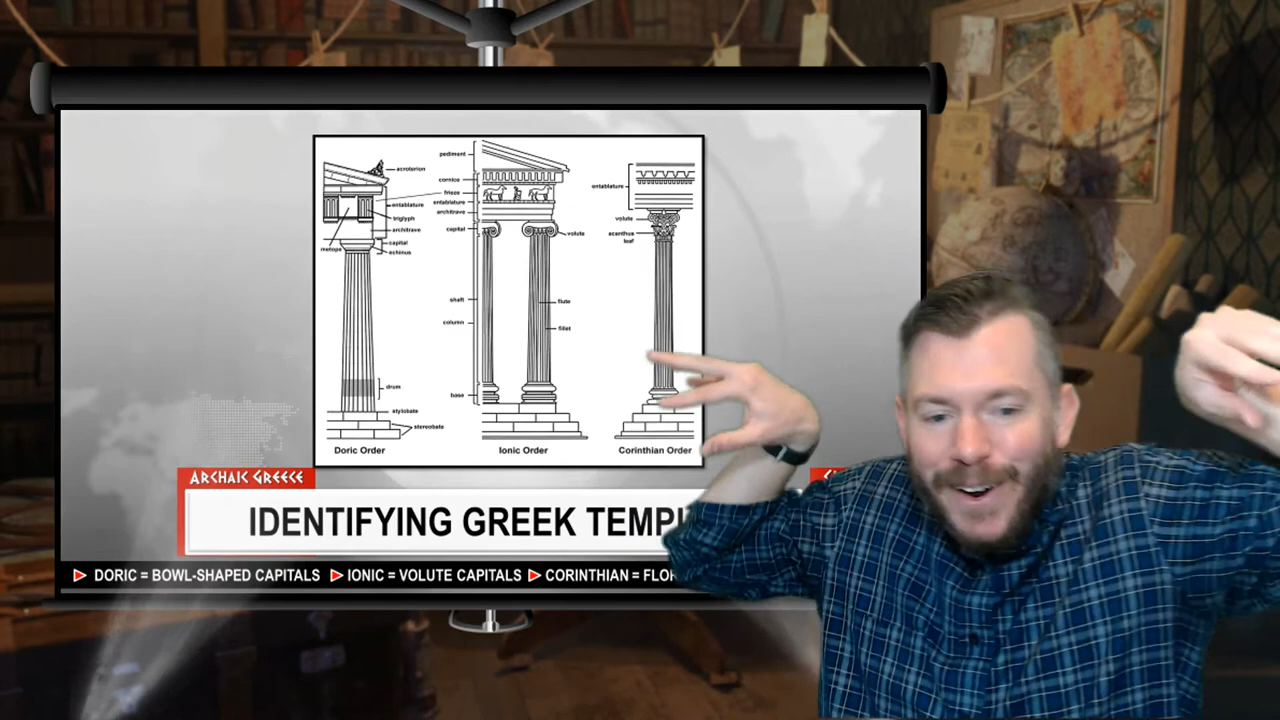 acroterion
entablature
triglyph
architrave
capital
echinus
metope
drum
stylobate
stereobate
Doric Order
pediment
cornice
frieze
entablature
architrave
capital
volute
shaft
flute
column
fillet
base
Ionic Order
entablature
volute
acanthus
leaf
Corinthian Order
ARCHAIC GREECE
IDENTIFYING GREEK
DORIC = BOWL-SHAPED CAPITALS IONIC = VOLUTE CAPITALS CORINTHIAN =